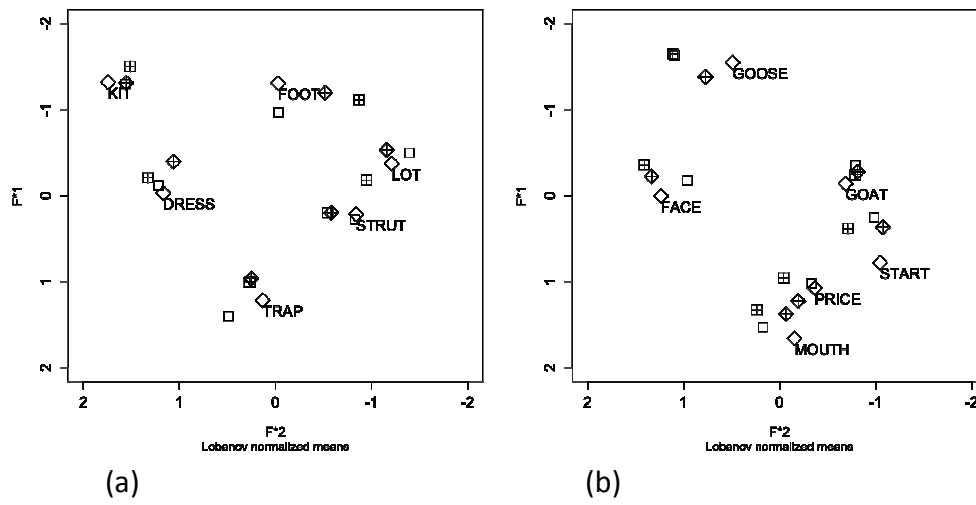 -2
-1
0
1
2
F*1
KIT
FOOT
LOT
DRESS
STRUT
TRAP
2 1 0 -1 -2
F*2
Lobanov normalized means
(a)
-2
-1
0
1
2
F*1
GOOSE
GOAT
FACE
START
PRICE
MOUTH
2 1 0 -1 -2
F*2
Lobanov normalized means
(b)